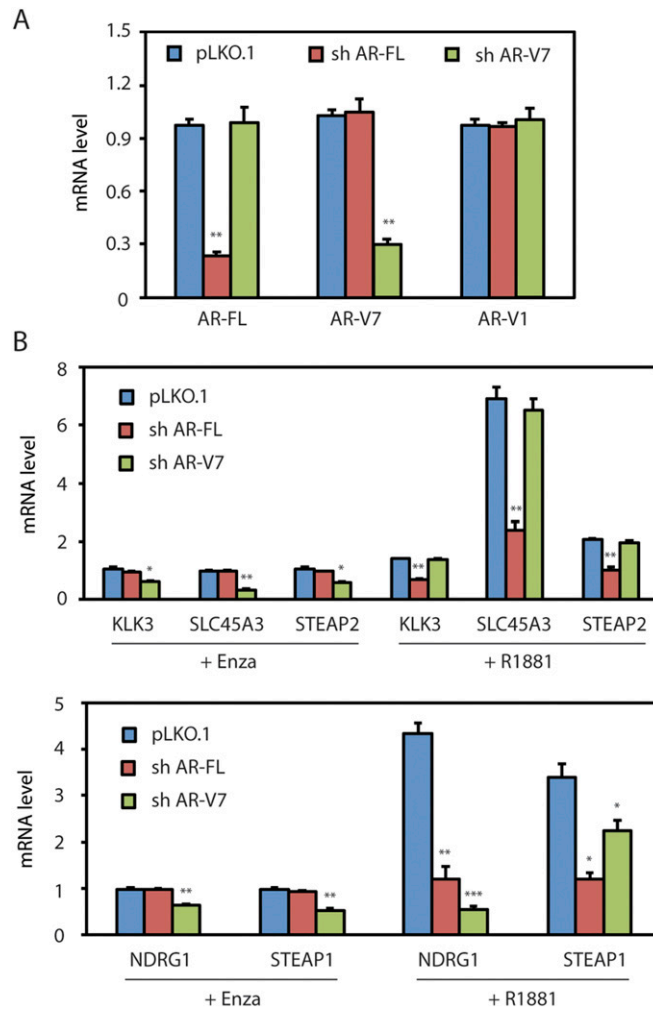 A
1.5
pLKO.1 sh AR-FL sh AR-V7
1.2
0.9
0.6
0.3
0
mRNA level
**
**
AR-FL AR-V7 AR-V1
B
8
6
4
2
0
mRNA level
pLKO.1
sh AR-FL
sh AR-V7
* ** * ** ** **
KLK3 SLC45A3 STEAP2 KLK3 SLC45A3 STEAP2
+ Enza + R1881
5
4
3
2
1
0
mRNA level
pLKO.1
sh AR-FL
sh AR-V7
** ** ** *** * *
NDRG1 STEAP1 NDRG1 STEAP1
+ Enza + R1881